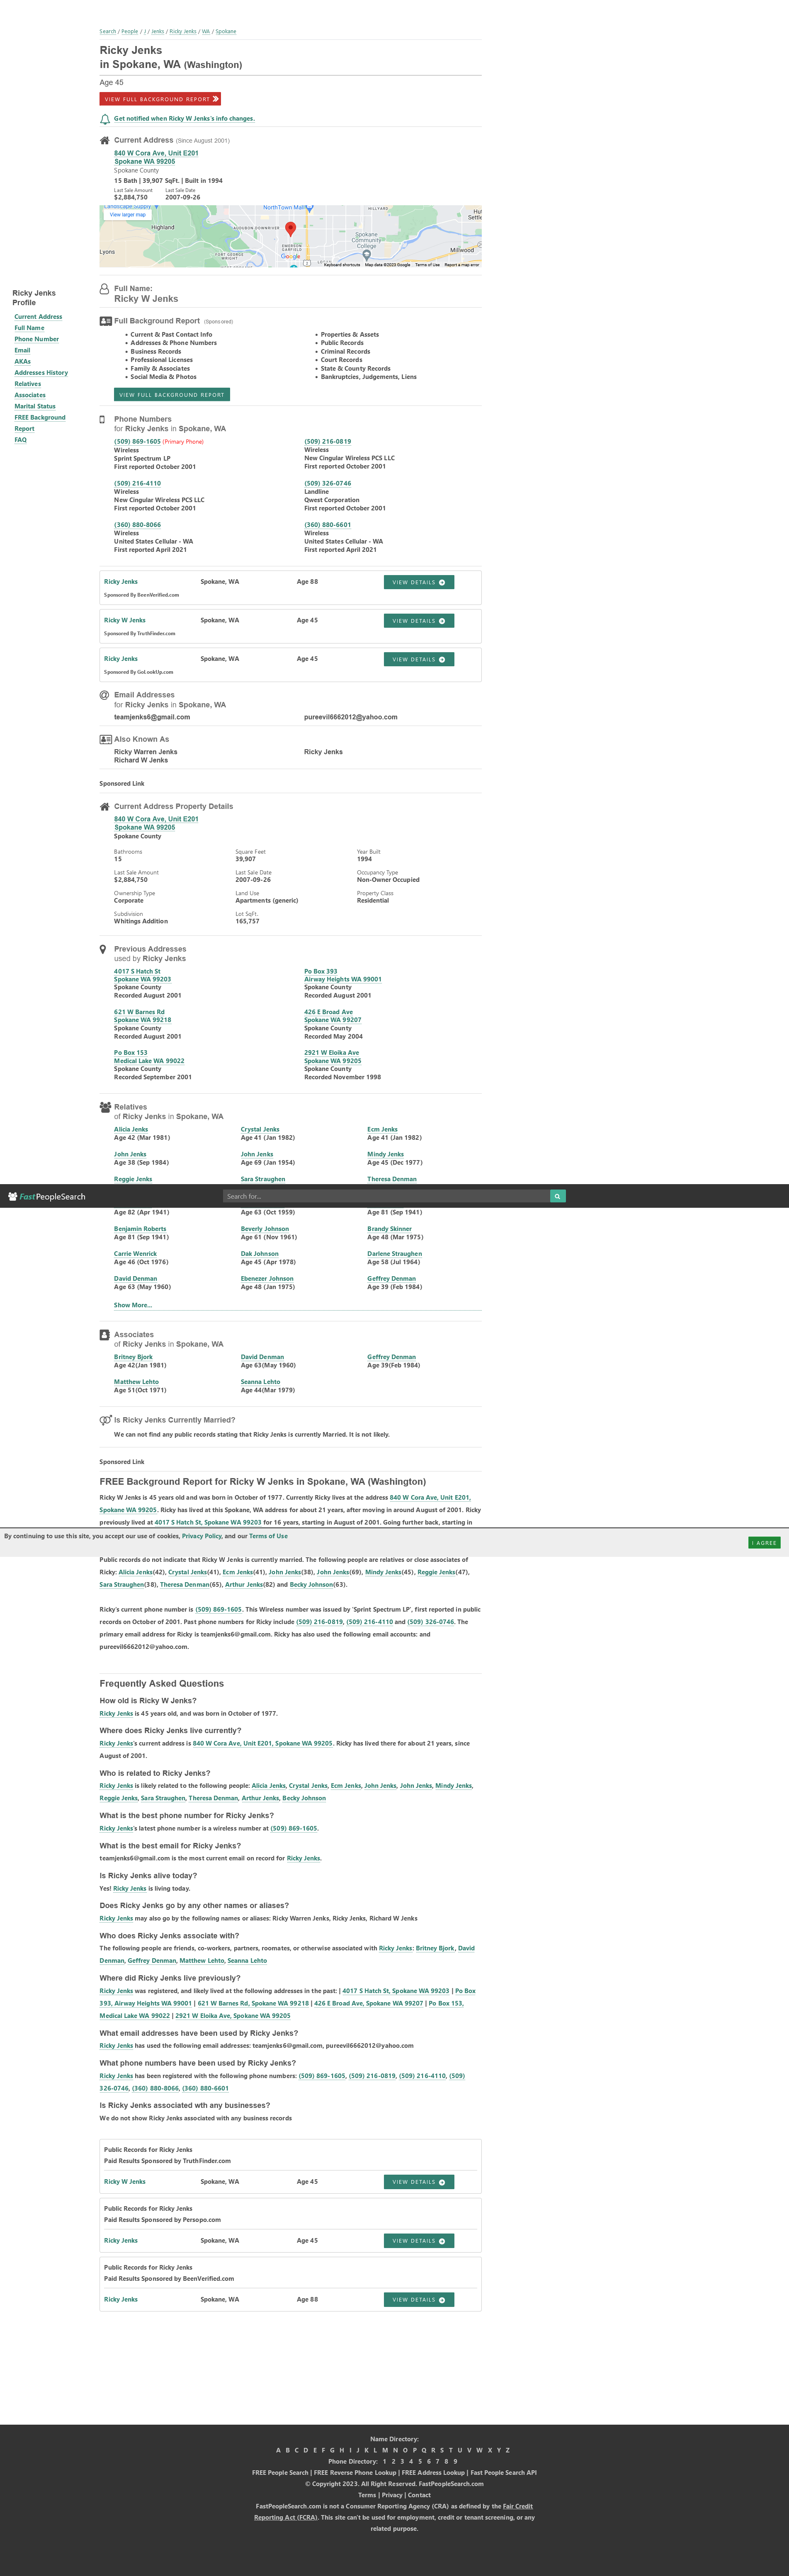 Search / People / J / Jenks / Ricky Jenks / WA / Spokane
Ricky Jenks
in Spokane, WA (Washington)
Age 45
VIEW FULL BACKGROUND REPORT
Get notified when Ricky W Jenks's info changes.
Current Address (Since August 2001)
840 W Cora Ave, Unit E201
Spokane WA 99205
Spokane County
15 Bath | 39,907 SqFt. | Built in 1994
Last Sale Amount Last Sale Date
$2,884,750 2007-09-26
View larger map
NorthTown Mall
HILLYARD
Highland
AUDUBON DOWNRIVER
Spokane Community College
EMERSON GARFIELD
FORT GEORGE WRIGHT
Lyons
Millwood
Google
Keyboard shortcuts Map data ©2023 Google Terms of Use Report a map error
Ricky Jenks
Profile
Current Address
Full Name
Phone Number
Email
AKAs
Addresses History
Relatives
Associates
Marital Status
FREE Background
Report
FAQ
Full Name:
Ricky W Jenks
Full Background Report (Sponsored)
• Current & Past Contact Info
• Addresses & Phone Numbers
• Business Records
• Professional Licenses
• Family & Associates
• Social Media & Photos
• Properties & Assets
• Public Records
• Criminal Records
• Court Records
• State & County Records
• Bankruptcies, Judgements, Liens
VIEW FULL BACKGROUND REPORT
Phone Numbers
for Ricky Jenks in Spokane, WA
(509) 869-1605 (Primary Phone)
Wireless
Sprint Spectrum LP
First reported October 2001
(509) 216-0819
Wireless
New Cingular Wireless PCS LLC
First reported October 2001
(509) 216-4110
Wireless
New Cingular Wireless PCS LLC
First reported October 2001
(509) 326-0746
Landline
Qwest Corporation
First reported October 2001
(360) 880-8066
Wireless
United States Cellular - WA
First reported April 2021
(360) 880-6601
Wireless
United States Cellular - WA
First reported April 2021
Ricky Jenks Spokane, WA Age 88 VIEW DETAILS
Sponsored By BeenVerified.com
Ricky W Jenks Spokane, WA Age 45 VIEW DETAILS
Sponsored By TruthFinder.com
Ricky Jenks Spokane, WA Age 45 VIEW DETAILS
Sponsored By GoLookUp.com
Email Addresses
for Ricky Jenks in Spokane, WA
teamjenks6@gmail.com pureevil6662012@yahoo.com
Also Known As
Ricky Warren Jenks Ricky Jenks
Richard W Jenks
Sponsored Link
Current Address Property Details
840 W Cora Ave, Unit E201
Spokane WA 99205
Spokane County
Bathrooms Square Feet Year Built
15 39,907 1994
Last Sale Amount Last Sale Date Occupancy Type
$2,884,750 2007-09-26 Non-Owner Occupied
Ownership Type Land Use Property Class
Corporate Apartments (generic) Residential
Subdivision Lot SqFt.
Whitings Addition 165,757
Previous Addresses
used by Ricky Jenks
4017 S Hatch St
Spokane WA 99203
Spokane County
Recorded August 2001
Po Box 393
Airway Heights WA 99001
Spokane County
Recorded August 2001
621 W Barnes Rd
Spokane WA 99218
Spokane County
Recorded August 2001
426 E Broad Ave
Spokane WA 99207
Spokane County
Recorded May 2004
Po Box 153
Medical Lake WA 99022
Spokane County
Recorded September 2001
2921 W Eloika Ave
Spokane WA 99205
Spokane County
Recorded November 1998
Relatives
of Ricky Jenks in Spokane, WA
Alicia Jenks Crystal Jenks Ecm Jenks
Age 42 (Mar 1981) Age 41 (Jan 1982) Age 41 (Jan 1982)
John Jenks John Jenks Mindy Jenks
Age 38 (Sep 1984) Age 69 (Jan 1954) Age 45 (Dec 1977)
Reggie Jenks Sara Straughen Theresa Denman
FastPeopleSearch Search for...
Age 82 (Apr 1941) Age 63 (Oct 1959) Age 81 (Sep 1941)
Benjamin Roberts Beverly Johnson Brandy Skinner
Age 81 (Sep 1941) Age 61 (Nov 1961) Age 48 (Mar 1975)
Carrie Wenrick Dak Johnson Darlene Straughen
Age 46 (Oct 1976) Age 45 (Apr 1978) Age 58 (Jul 1964)
David Denman Ebenezer Johnson Geffrey Denman
Age 63 (May 1960) Age 48 (Jan 1975) Age 39 (Feb 1984)
Show More...
Associates
of Ricky Jenks in Spokane, WA
Britney Bjork David Denman Geffrey Denman
Age 42(Jan 1981) Age 63(May 1960) Age 39(Feb 1984)
Matthew Lehto Seanna Lehto
Age 51(Oct 1971) Age 44(Mar 1979)
Is Ricky Jenks Currently Married?
We can not find any public records stating that Ricky Jenks is currently Married. It is not likely.
Sponsored Link
FREE Background Report for Ricky W Jenks in Spokane, WA (Washington)
Ricky W Jenks is 45 years old and was born in October of 1977. Currently Ricky lives at the address 840 W Cora Ave, Unit E201,
Spokane WA 99205. Ricky has lived at this Spokane, WA address for about 21 years, after moving in around August of 2001. Ricky
previously lived at 4017 S Hatch St, Spokane WA 99203 for 16 years, starting in August of 2001. Going further back, starting in
By continuing to use this site, you accept our use of cookies, Privacy Policy, and our Terms of Use
I AGREE
Public records do not indicate that Ricky W Jenks is currently married. The following people are relatives or close associates of
Ricky: Alicia Jenks(42), Crystal Jenks(41), Ecm Jenks(41), John Jenks(38), John Jenks(69), Mindy Jenks(45), Reggie Jenks(47),
Sara Straughen(38), Theresa Denman(65), Arthur Jenks(82) and Becky Johnson(63).
Ricky's current phone number is (509) 869-1605. This Wireless number was issued by 'Sprint Spectrum LP', first reported in public
records on October of 2001. Past phone numbers for Ricky include (509) 216-0819, (509) 216-4110 and (509) 326-0746. The
primary email address for Ricky is teamjenks6@gmail.com. Ricky has also used the following email accounts: and
pureevil6662012@yahoo.com.
Frequently Asked Questions
How old is Ricky W Jenks?
Ricky Jenks is 45 years old, and was born in October of 1977.
Where does Ricky Jenks live currently?
Ricky Jenks's current address is 840 W Cora Ave, Unit E201, Spokane WA 99205. Ricky has lived there for about 21 years, since
August of 2001.
Who is related to Ricky Jenks?
Ricky Jenks is likely related to the following people: Alicia Jenks, Crystal Jenks, Ecm Jenks, John Jenks, John Jenks, Mindy Jenks,
Reggie Jenks, Sara Straughen, Theresa Denman, Arthur Jenks, Becky Johnson
What is the best phone number for Ricky Jenks?
Ricky Jenks's latest phone number is a wireless number at (509) 869-1605.
What is the best email for Ricky Jenks?
teamjenks6@gmail.com is the most current email on record for Ricky Jenks.
Is Ricky Jenks alive today?
Yes! Ricky Jenks is living today.
Does Ricky Jenks go by any other names or aliases?
Ricky Jenks may also go by the following names or aliases: Ricky Warren Jenks, Ricky Jenks, Richard W Jenks
Who does Ricky Jenks associate with?
The following people are friends, co-workers, partners, roomates, or otherwise associated with Ricky Jenks: Britney Bjork, David
Denman, Geffrey Denman, Matthew Lehto, Seanna Lehto
Where did Ricky Jenks live previously?
Ricky Jenks was registered, and likely lived at the following addresses in the past: | 4017 S Hatch St, Spokane WA 99203 | Po Box
393, Airway Heights WA 99001 | 621 W Barnes Rd, Spokane WA 99218 | 426 E Broad Ave, Spokane WA 99207 | Po Box 153,
Medical Lake WA 99022 | 2921 W Eloika Ave, Spokane WA 99205
What email addresses have been used by Ricky Jenks?
Ricky Jenks has used the following email addresses: teamjenks6@gmail.com, pureevil6662012@yahoo.com
What phone numbers have been used by Ricky Jenks?
Ricky Jenks has been registered with the following phone numbers: (509) 869-1605, (509) 216-0819, (509) 216-4110, (509)
326-0746, (360) 880-8066, (360) 880-6601
Is Ricky Jenks associated wth any businesses?
We do not show Ricky Jenks associated with any business records
Public Records for Ricky Jenks
Paid Results Sponsored by TruthFinder.com
Ricky W Jenks Spokane, WA Age 45 VIEW DETAILS
Public Records for Ricky Jenks
Paid Results Sponsored by Persopo.com
Ricky Jenks Spokane, WA Age 45 VIEW DETAILS
Public Records for Ricky Jenks
Paid Results Sponsored by BeenVerified.com
Ricky Jenks Spokane, WA Age 88 VIEW DETAILS
Name Directory:
A B C D E F G H I J K L M N O P Q R S T U V W X Y Z
Phone Directory: 1 2 3 4 5 6 7 8 9
FREE People Search | FREE Reverse Phone Lookup | FREE Address Lookup | Fast People Search API
© Copyright 2023. All Right Reserved. FastPeopleSearch.com
Terms | Privacy | Contact
FastPeopleSearch.com is not a Consumer Reporting Agency (CRA) as defined by the Fair Credit
Reporting Act (FCRA). This site can't be used for employment, credit or tenant screening, or any
related purpose.